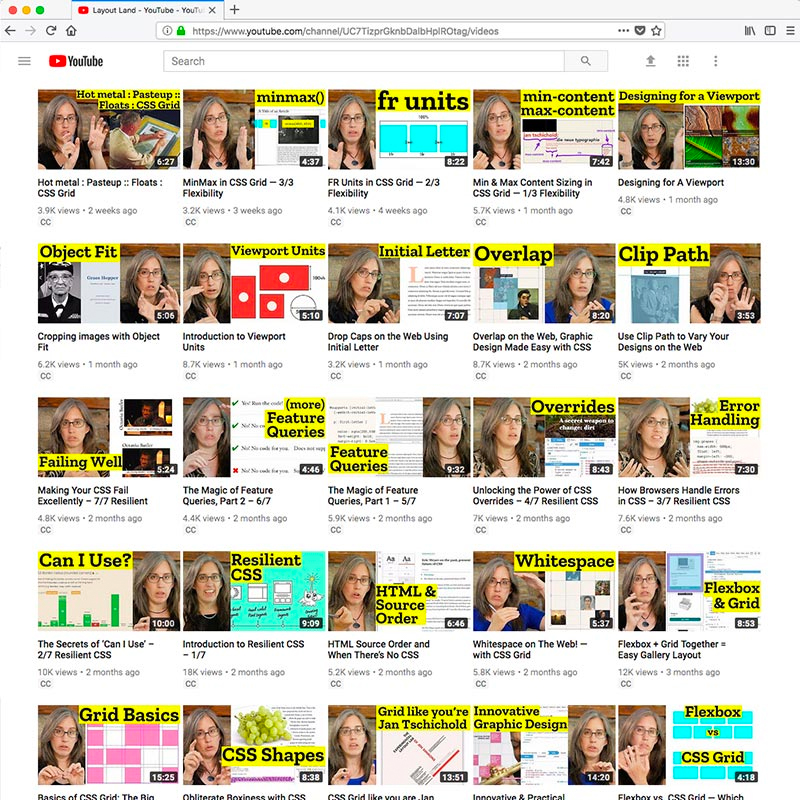 Layout Land - YouTube - YouTu
https://www.youtube.com/channel/UC7TizprGknbDalbHplROtag/videos
YouTube
Search
Hot metal : Pasteup ::
Floats : CSS Grid
6:27
minmax()
4:37
fr units
100%
8:22
min-content
max-content
jan tschichold
die neue typographie
7:42
Designing for a Viewport
13:30
Hot metal : Pasteup :: Floats :
CSS Grid
3.9K views • 2 weeks ago
CC
MinMax in CSS Grid — 3/3
Flexibility
3.2K views • 3 weeks ago
CC
FR Units in CSS Grid — 2/3
Flexibility
4.1K views • 4 weeks ago
CC
Min & Max Content Sizing in
CSS Grid — 1/3 Flexibility
5.7K views • 1 month ago
CC
Designing for A Viewport
4.8K views • 1 month ago
CC
Object Fit
Grace Hopper
5:06
Viewport Units
100vh
5:10
Initial Letter
7:07
Overlap
8:20
Clip Path
3:53
Cropping images with Object
Fit
6.2K views • 1 month ago
CC
Introduction to Viewport
Units
8.7K views • 1 month ago
CC
Drop Caps on the Web Using
Initial Letter
3.2K views • 1 month ago
CC
Overlap on the Web, Graphic
Design Made Easy with CSS
8.7K views • 2 months ago
CC
Use Clip Path to Vary Your
Designs on the Web
5K views • 2 months ago
CC
Octavia Butler
Octavia Butler
Failing Well
5:24
Yes! Run the code!
No! No code
No! No code
No! No code for you.
Does not supp
(more)
Feature
Queries
4:46
Feature
Queries
9:32
Overrides
A secret weapon to
change: dirt
8:43
Error
Handling
7:30
Making Your CSS Fail
Excellently – 7/7 Resilient
4.8K views • 2 months ago
CC
The Magic of Feature
Queries, Part 2 – 6/7
4.4K views • 2 months ago
CC
The Magic of Feature
Queries, Part 1 – 5/7
5.9K views • 2 months ago
CC
Unlocking the Power of CSS
Overrides – 4/7 Resilient CSS
7K views • 2 months ago
CC
How Browsers Handle Errors
in CSS – 3/7 Resilient CSS
7.6K views • 2 months ago
CC
Can I Use?
10:00
Resilient
CSS
9:09
Aa
Aa
HTML &
Source
Order
6:46
Whitespace
5:37
Flexbox
& Grid
8:53
The Secrets of ‘Can I Use’ –
2/7 Resilient CSS
10K views • 2 months ago
CC
Introduction to Resilient CSS
– 1/7
18K views • 2 months ago
CC
HTML Source Order and
When There’s No CSS
5.2K views • 2 months ago
CC
Whitespace on The Web! —
with CSS Grid
5.8K views • 2 months ago
CC
Flexbox + Grid Together =
Easy Gallery Layout
12K views • 3 months ago
CC
Grid Basics
15:25
CSS Shapes
8:38
Grid like you’re
Jan Tschichold
13:51
Innovative
Graphic Design
14:20
Flexbox
vs
CSS Grid
4:18
Basics of CSS Grid: The Big
Obliterate Boxiness with CSS
CSS Grid like you are Jan
Innovative & Practical
Flexbox vs. CSS Grid — Which